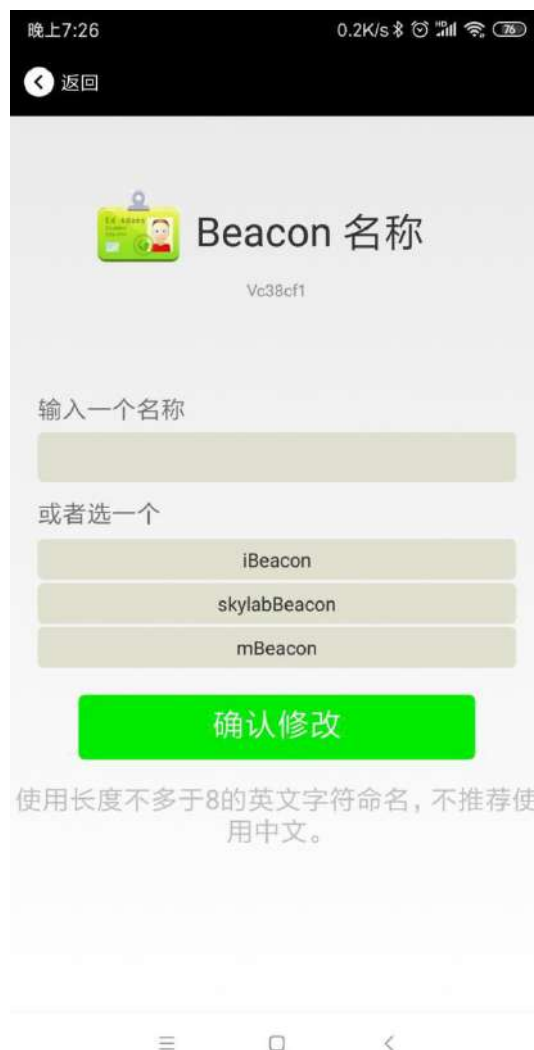 晚上7:26
0.2K/s
76
返回
Beacon 名称
Vc38cf1
输入一个名称
或者选一个
iBeacon
skylabBeacon
mBeacon
确认修改
使用长度不多于8的英文字符命名，不推荐使
用中文。